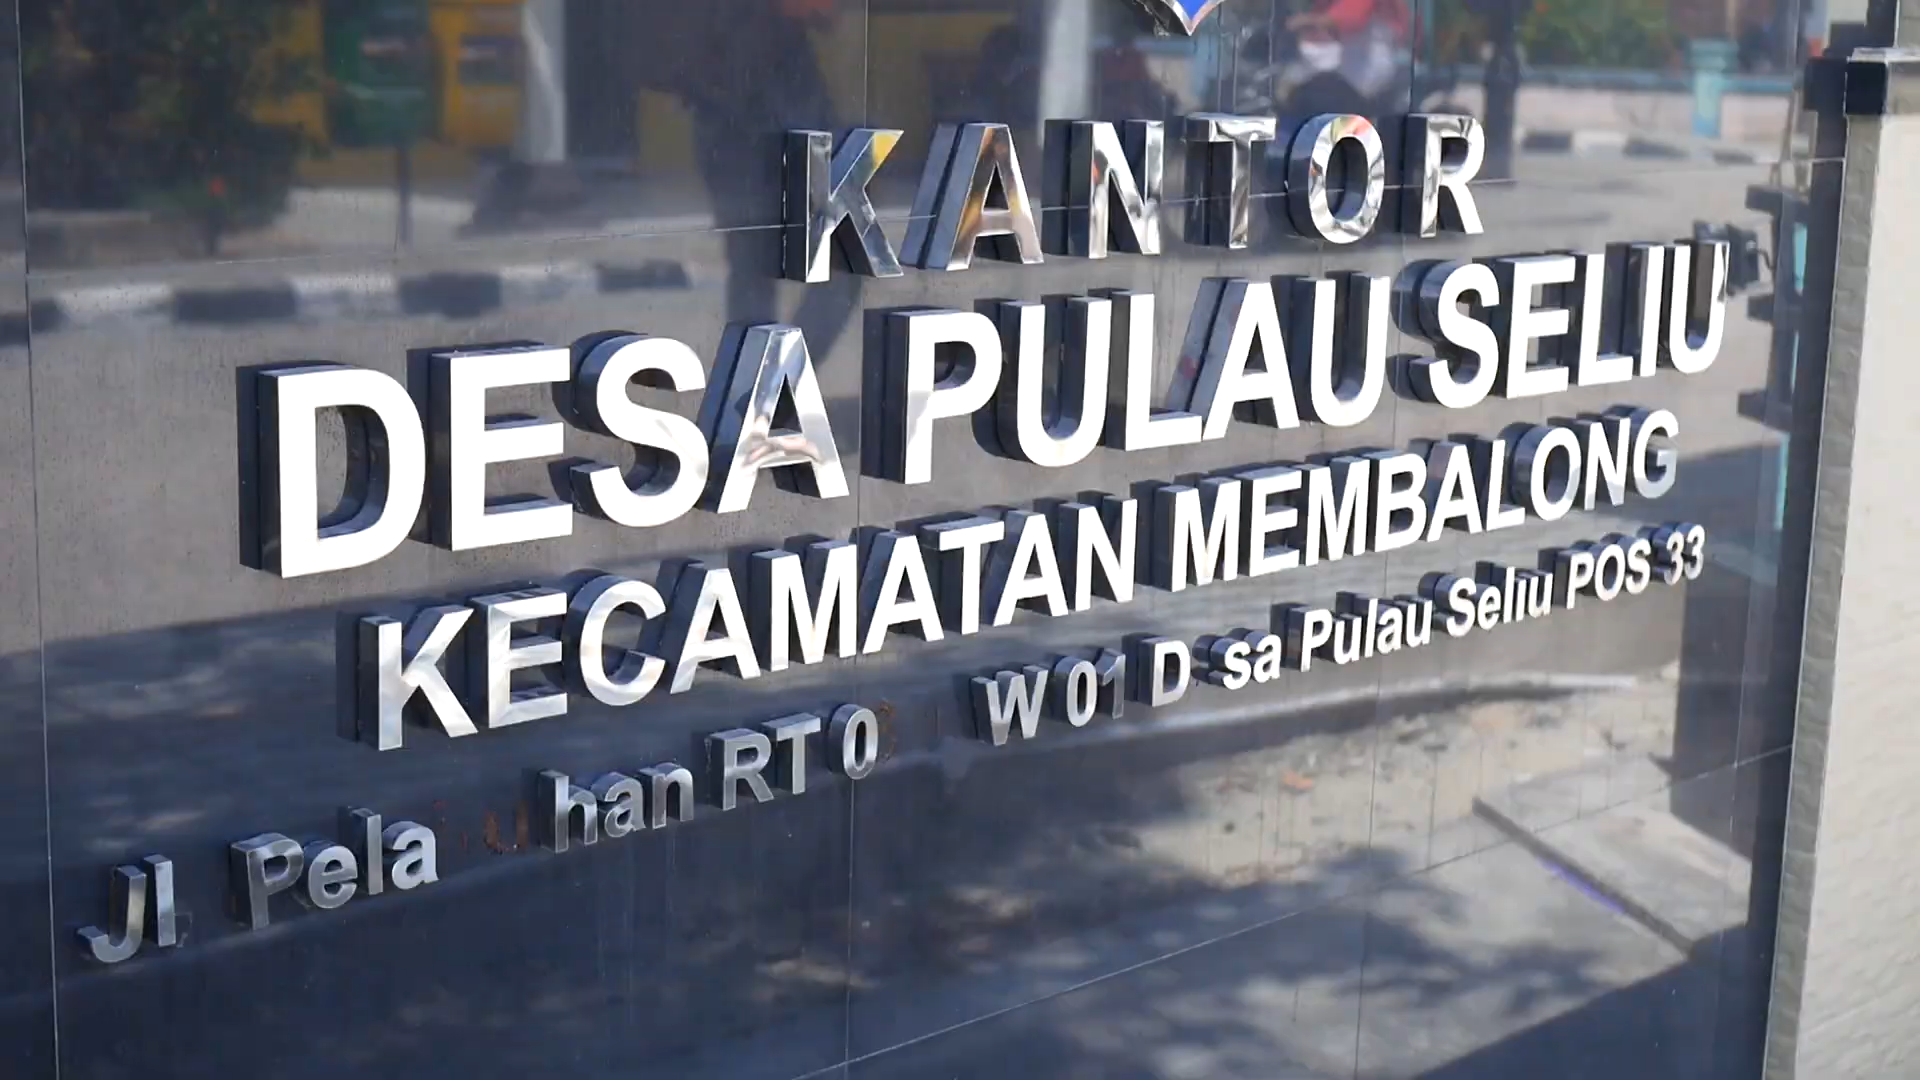 KANTOR
DESA PULAU SELIU
KECAMATAN MEMBALONG
Jl. Pela han RT 0 W 01 D sa Pulau Seliu POS 33